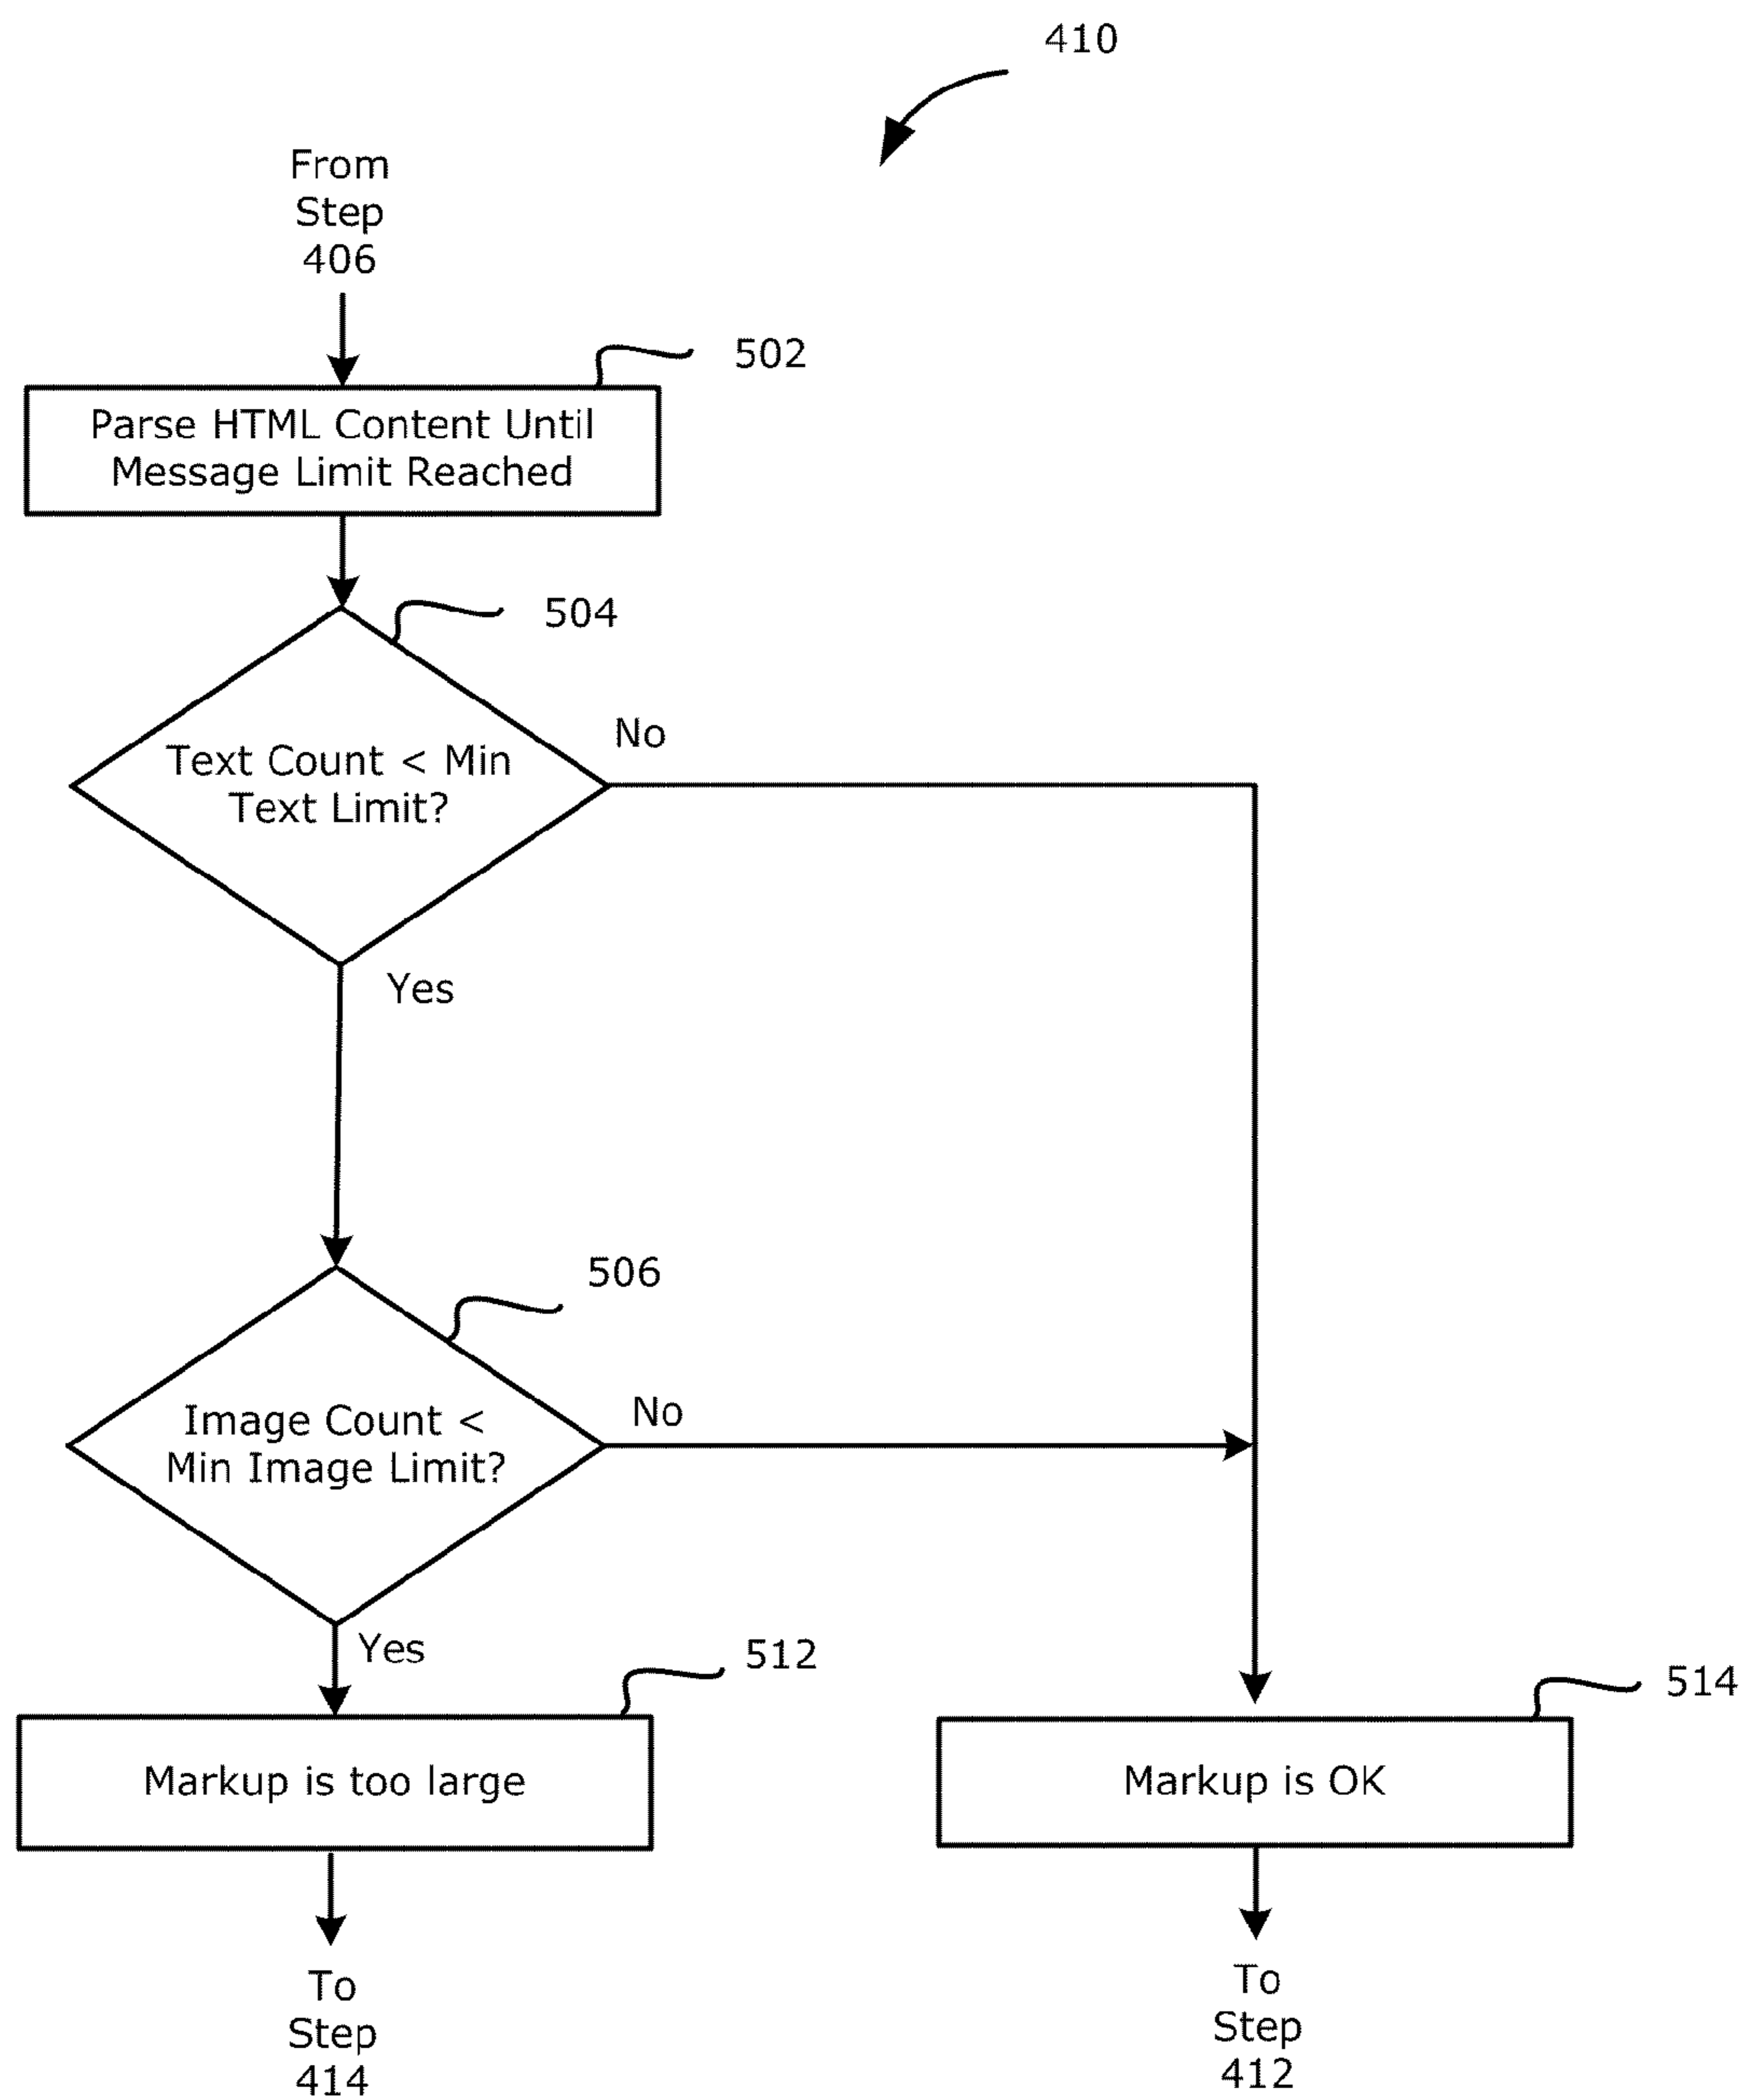 410
From
Step
406
502
Parse HTML Content Until
Message Limit Reached
504
Text Count < Min
Text Limit?
No
Yes
506
Image Count <
Min Image Limit?
No
Yes
512
Markup is too large
514
Markup is OK
To
Step
414
To
Step
412